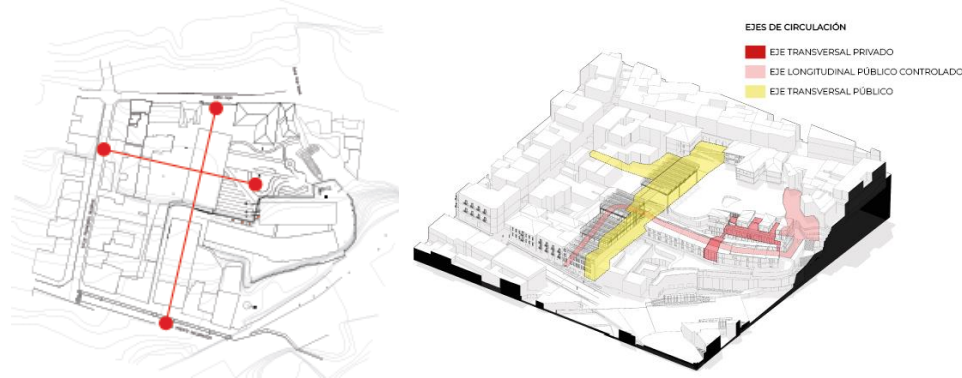 EJES DE CIRCULACIÓN
EJE TRANSVERSAL PRIVADO
EJE LONGITUDINAL PÚBLICO CONTROLADO
EJE TRANSVERSAL PÚBLICO